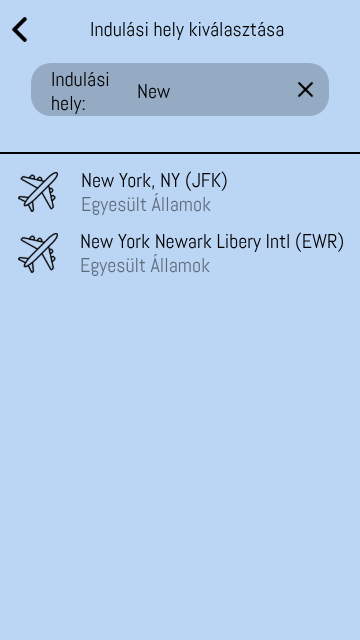 Indulási hely kiválasztása
Indulási
hely:
New
New York, NY (JFK)
Egyesült Államok
New York Newark Libery Intl (EWR)
Egyesült Államok